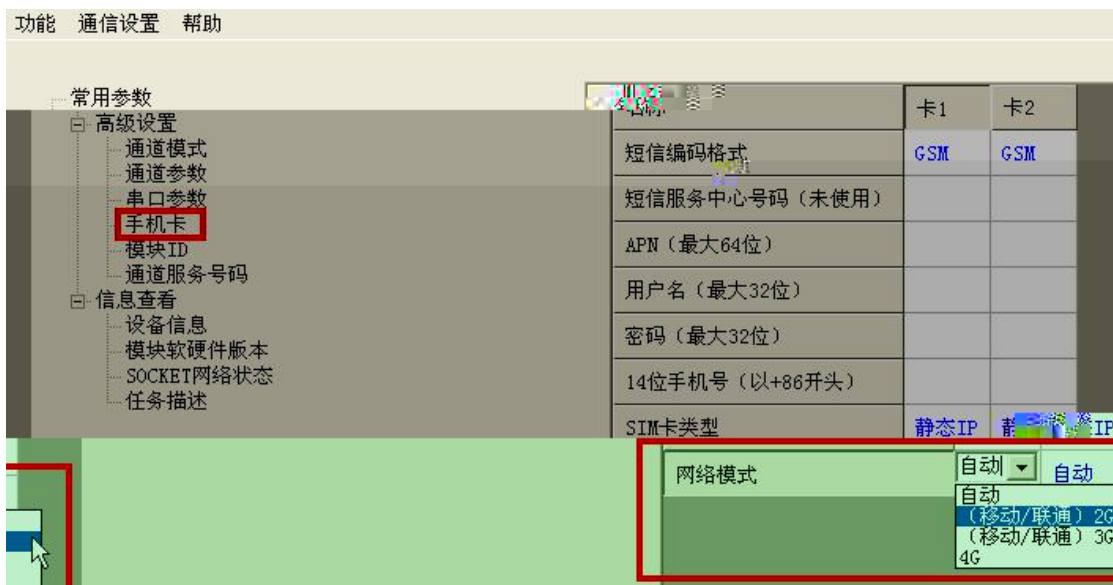 功能 通信设置 帮助
常用参数
高级设置
通道模式
通道参数
串口参数
手机卡
模块ID
通道服务号码
信息查看
设备信息
模块软硬件版本
SOCKET网络状态
任务描述
卡1 卡2
短信编码格式 GSM GSM
短信服务中心号码（未使用）
APN（最大64位）
用户名（最大32位）
密码（最大32位）
14位手机号（以+86开头）
SIM卡类型 静态IP 静 IP
网络模式 自动 自动
自动
（移动/联通）2G
（移动/联通）3G
4G